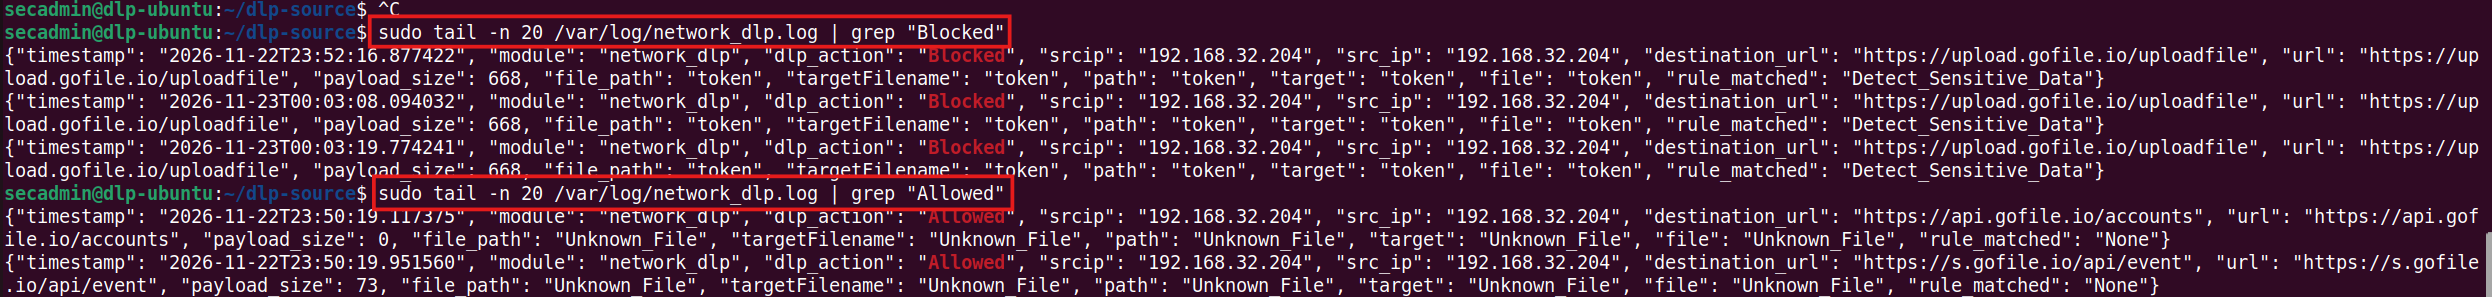 secadmin@dlp-ubuntu:~/dlp-source$ ^C
secadmin@dlp-ubuntu:~/dlp-source$ sudo tail -n 20 /var/log/network_dlp.log | grep "Blocked"
{"timestamp": "2026-11-22T23:52:16.877422", "module": "network_dlp", "dlp_action": "Blocked", "srcip": "192.168.32.204", "src_ip": "192.168.32.204", "destination_url": "https://upload.gofile.io/uploadfile", "url": "https://up
load.gofile.io/uploadfile", "payload_size": 668, "file_path": "token", "targetFilename": "token", "path": "token", "target": "token", "file": "token", "rule_matched": "Detect_Sensitive_Data"}
{"timestamp": "2026-11-23T00:03:08.094032", "module": "network_dlp", "dlp_action": "Blocked", "srcip": "192.168.32.204", "src_ip": "192.168.32.204", "destination_url": "https://upload.gofile.io/uploadfile", "url": "https://up
load.gofile.io/uploadfile", "payload_size": 668, "file_path": "token", "targetFilename": "token", "path": "token", "target": "token", "file": "token", "rule_matched": "Detect_Sensitive_Data"}
{"timestamp": "2026-11-23T00:03:19.774241", "module": "network_dlp", "dlp_action": "Blocked", "srcip": "192.168.32.204", "src_ip": "192.168.32.204", "destination_url": "https://upload.gofile.io/uploadfile", "url": "https://up
load.gofile.io/uploadfile", "payload_size": 668, "file_path": "token", "targetFilename": "token", "path": "token", "target": "token", "file": "token", "rule_matched": "Detect_Sensitive_Data"}
secadmin@dlp-ubuntu:~/dlp-source$ sudo tail -n 20 /var/log/network_dlp.log | grep "Allowed"
{"timestamp": "2026-11-22T23:50:19.117375", "module": "network_dlp", "dlp_action": "Allowed", "srcip": "192.168.32.204", "src_ip": "192.168.32.204", "destination_url": "https://api.gofile.io/accounts", "url": "https://api.gof
ile.io/accounts", "payload_size": 0, "file_path": "Unknown_File", "targetFilename": "Unknown_File", "path": "Unknown_File", "target": "Unknown_File", "file": "Unknown_File", "rule_matched": "None"}
{"timestamp": "2026-11-22T23:50:19.951560", "module": "network_dlp", "dlp_action": "Allowed", "srcip": "192.168.32.204", "src_ip": "192.168.32.204", "destination_url": "https://s.gofile.io/api/event", "url": "https://s.gofile
.io/api/event", "payload_size": 73, "file_path": "Unknown_File", "targetFilename": "Unknown_File", "path": "Unknown_File", "target": "Unknown_File", "file": "Unknown_File", "rule_matched": "None"}